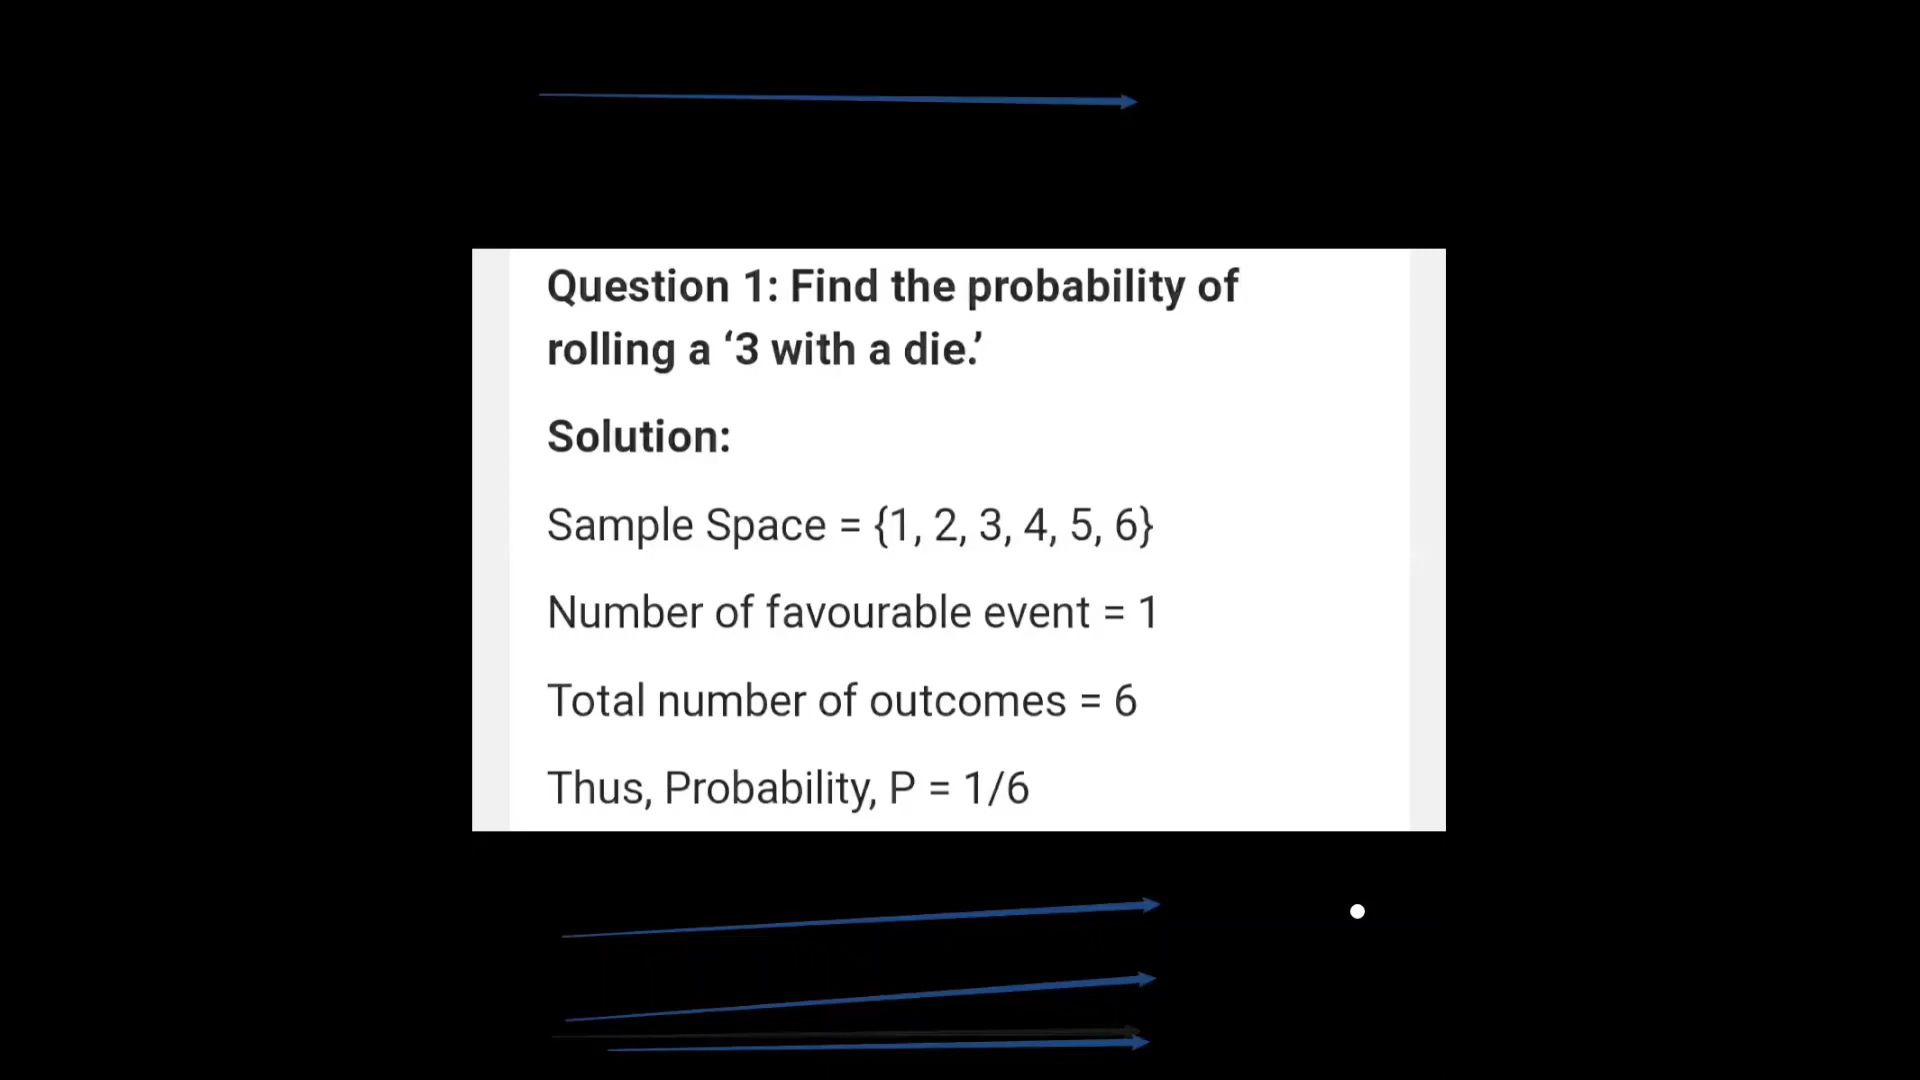 Question 1: Find the probability of
rolling a ‘3 with a die.’
Solution:
Sample Space = {1, 2, 3, 4, 5, 6}
Number of favourable event = 1
Total number of outcomes = 6
Thus, Probability, P = 1/6